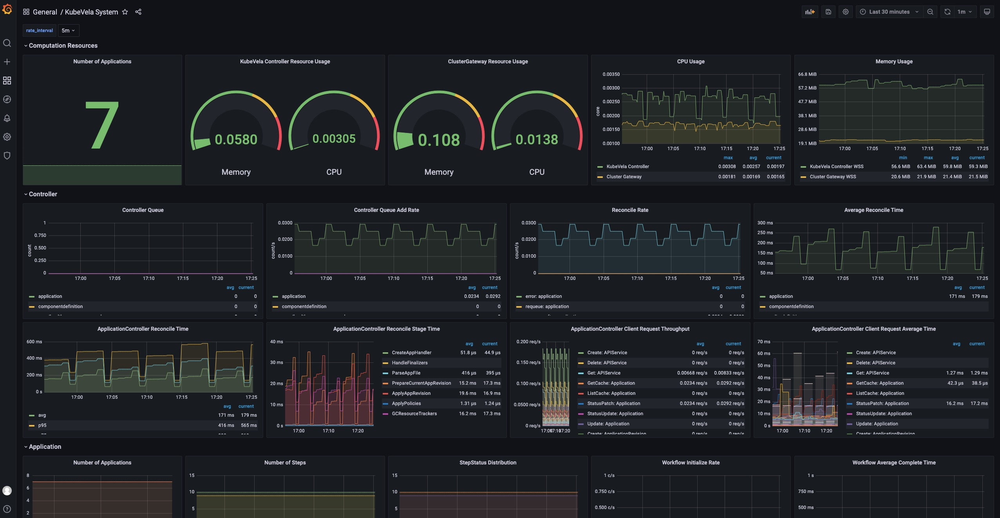 General / KubeVela System
Last 30 minutes
1m
rate_interval 5m
Computation Resources
Number of Applications
7
KubeVela Controller Resource Usage
0.0580
0.00305
Memory
CPU
ClusterGateway Resource Usage
0.108
0.0138
Memory
CPU
CPU Usage
core
0.00350
0.00300
0.00250
0.00200
0.00150
0.00100
17:00 17:05 17:10 17:15 17:20 17:25
max avg current
KubeVela Controller 0.00308 0.00257 0.00197
Cluster Gateway 0.00181 0.00169 0.00165
Memory Usage
66.8 MiB
57.2 MiB
47.7 MiB
38.1 MiB
28.6 MiB
19.1 MiB
17:00 17:05 17:10 17:15 17:20 17:25
min max avg current
KubeVela Controller WSS 56.6 MiB 63.4 MiB 59.8 MiB 59.3 MiB
Cluster Gateway WSS 20.6 MiB 21.9 MiB 21.4 MiB 21.5 MiB
Controller
Controller Queue
count
1
0.750
0.500
0.250
0
17:00 17:05 17:10 17:15 17:20 17:25
avg current
application 0 0
componentdefinition 0 0
Controller Queue Add Rate
count/s
0.0300
0.0200
0.0100
0
17:00 17:05 17:10 17:15 17:20 17:25
avg current
application 0.0234 0.0292
componentdefinition 0 0
Reconcile Rate
count/s
0.0300
0.0200
0.0100
0
17:00 17:05 17:10 17:15 17:20 17:25
avg current
error: application 0 0
requeue: application 0 0
Average Reconcile Time
300 ms
250 ms
200 ms
150 ms
100 ms
50 ms
17:00 17:05 17:10 17:15 17:20 17:25
avg current
application 171 ms 179 ms
componentdefinition
ApplicationController Reconcile Time
600 ms
400 ms
200 ms
0 s
17:00 17:05 17:10 17:15 17:20 17:25
avg current
avg 171 ms 179 ms
p95 416 ms 565 ms
ApplicationController Reconcile Stage Time
40 ms
30 ms
20 ms
10 ms
0 s
17:00 17:10 17:20
avg current
CreateAppHandler 51.8 µs 44.9 µs
HandleFinalizers
ParseAppFile 416 µs 395 µs
PrepareCurrentAppRevision 15.2 ms 17.3 ms
ApplyAppRevision 19.6 ms 16.9 ms
ApplyPolicies 1.31 µs 1.24 µs
GCResourceTrackers 16.2 ms 17.3 ms
ApplicationController Client Request Throughput
0.200 req/s
0.150 req/s
0.100 req/s
0.0500 req/s
0 req/s
17:00 17:10 17:20
avg current
Create: APIService 0 req/s 0 req/s
Delete: APIService 0 req/s 0 req/s
Get: APIService 0.00668 req/s 0.00833 req/s
GetCache: Application 0.0234 req/s 0.0292 req/s
ListCache: Application 0 req/s 0 req/s
StatusPatch: Application 0.0234 req/s 0.0292 req/s
StatusUpdate: Application 0 req/s 0 req/s
Update: Application 0 req/s 0 req/s
Create: ApplicationRevision 0 req/s 0 req/s
ApplicationController Client Request Average Time
70 ms
60 ms
50 ms
40 ms
30 ms
20 ms
10 ms
0 s
17:00 17:10 17:20
avg current
Create: APIService
Delete: APIService
Get: APIService 1.27 ms 1.29 ms
GetCache: Application 42.3 µs 38.5 µs
ListCache: Application
StatusPatch: Application 16.2 ms 17.2 ms
StatusUpdate: Application
Update: Application
Create: ApplicationRevision
Application
Number of Applications
8
6
4
2
Number of Steps
15
10
5
StepStatus Distribution
15
10
5
Workflow Initialize Rate
1 c/s
0.750 c/s
0.500 c/s
Workflow Average Complete Time
1 s
750 ms
500 ms